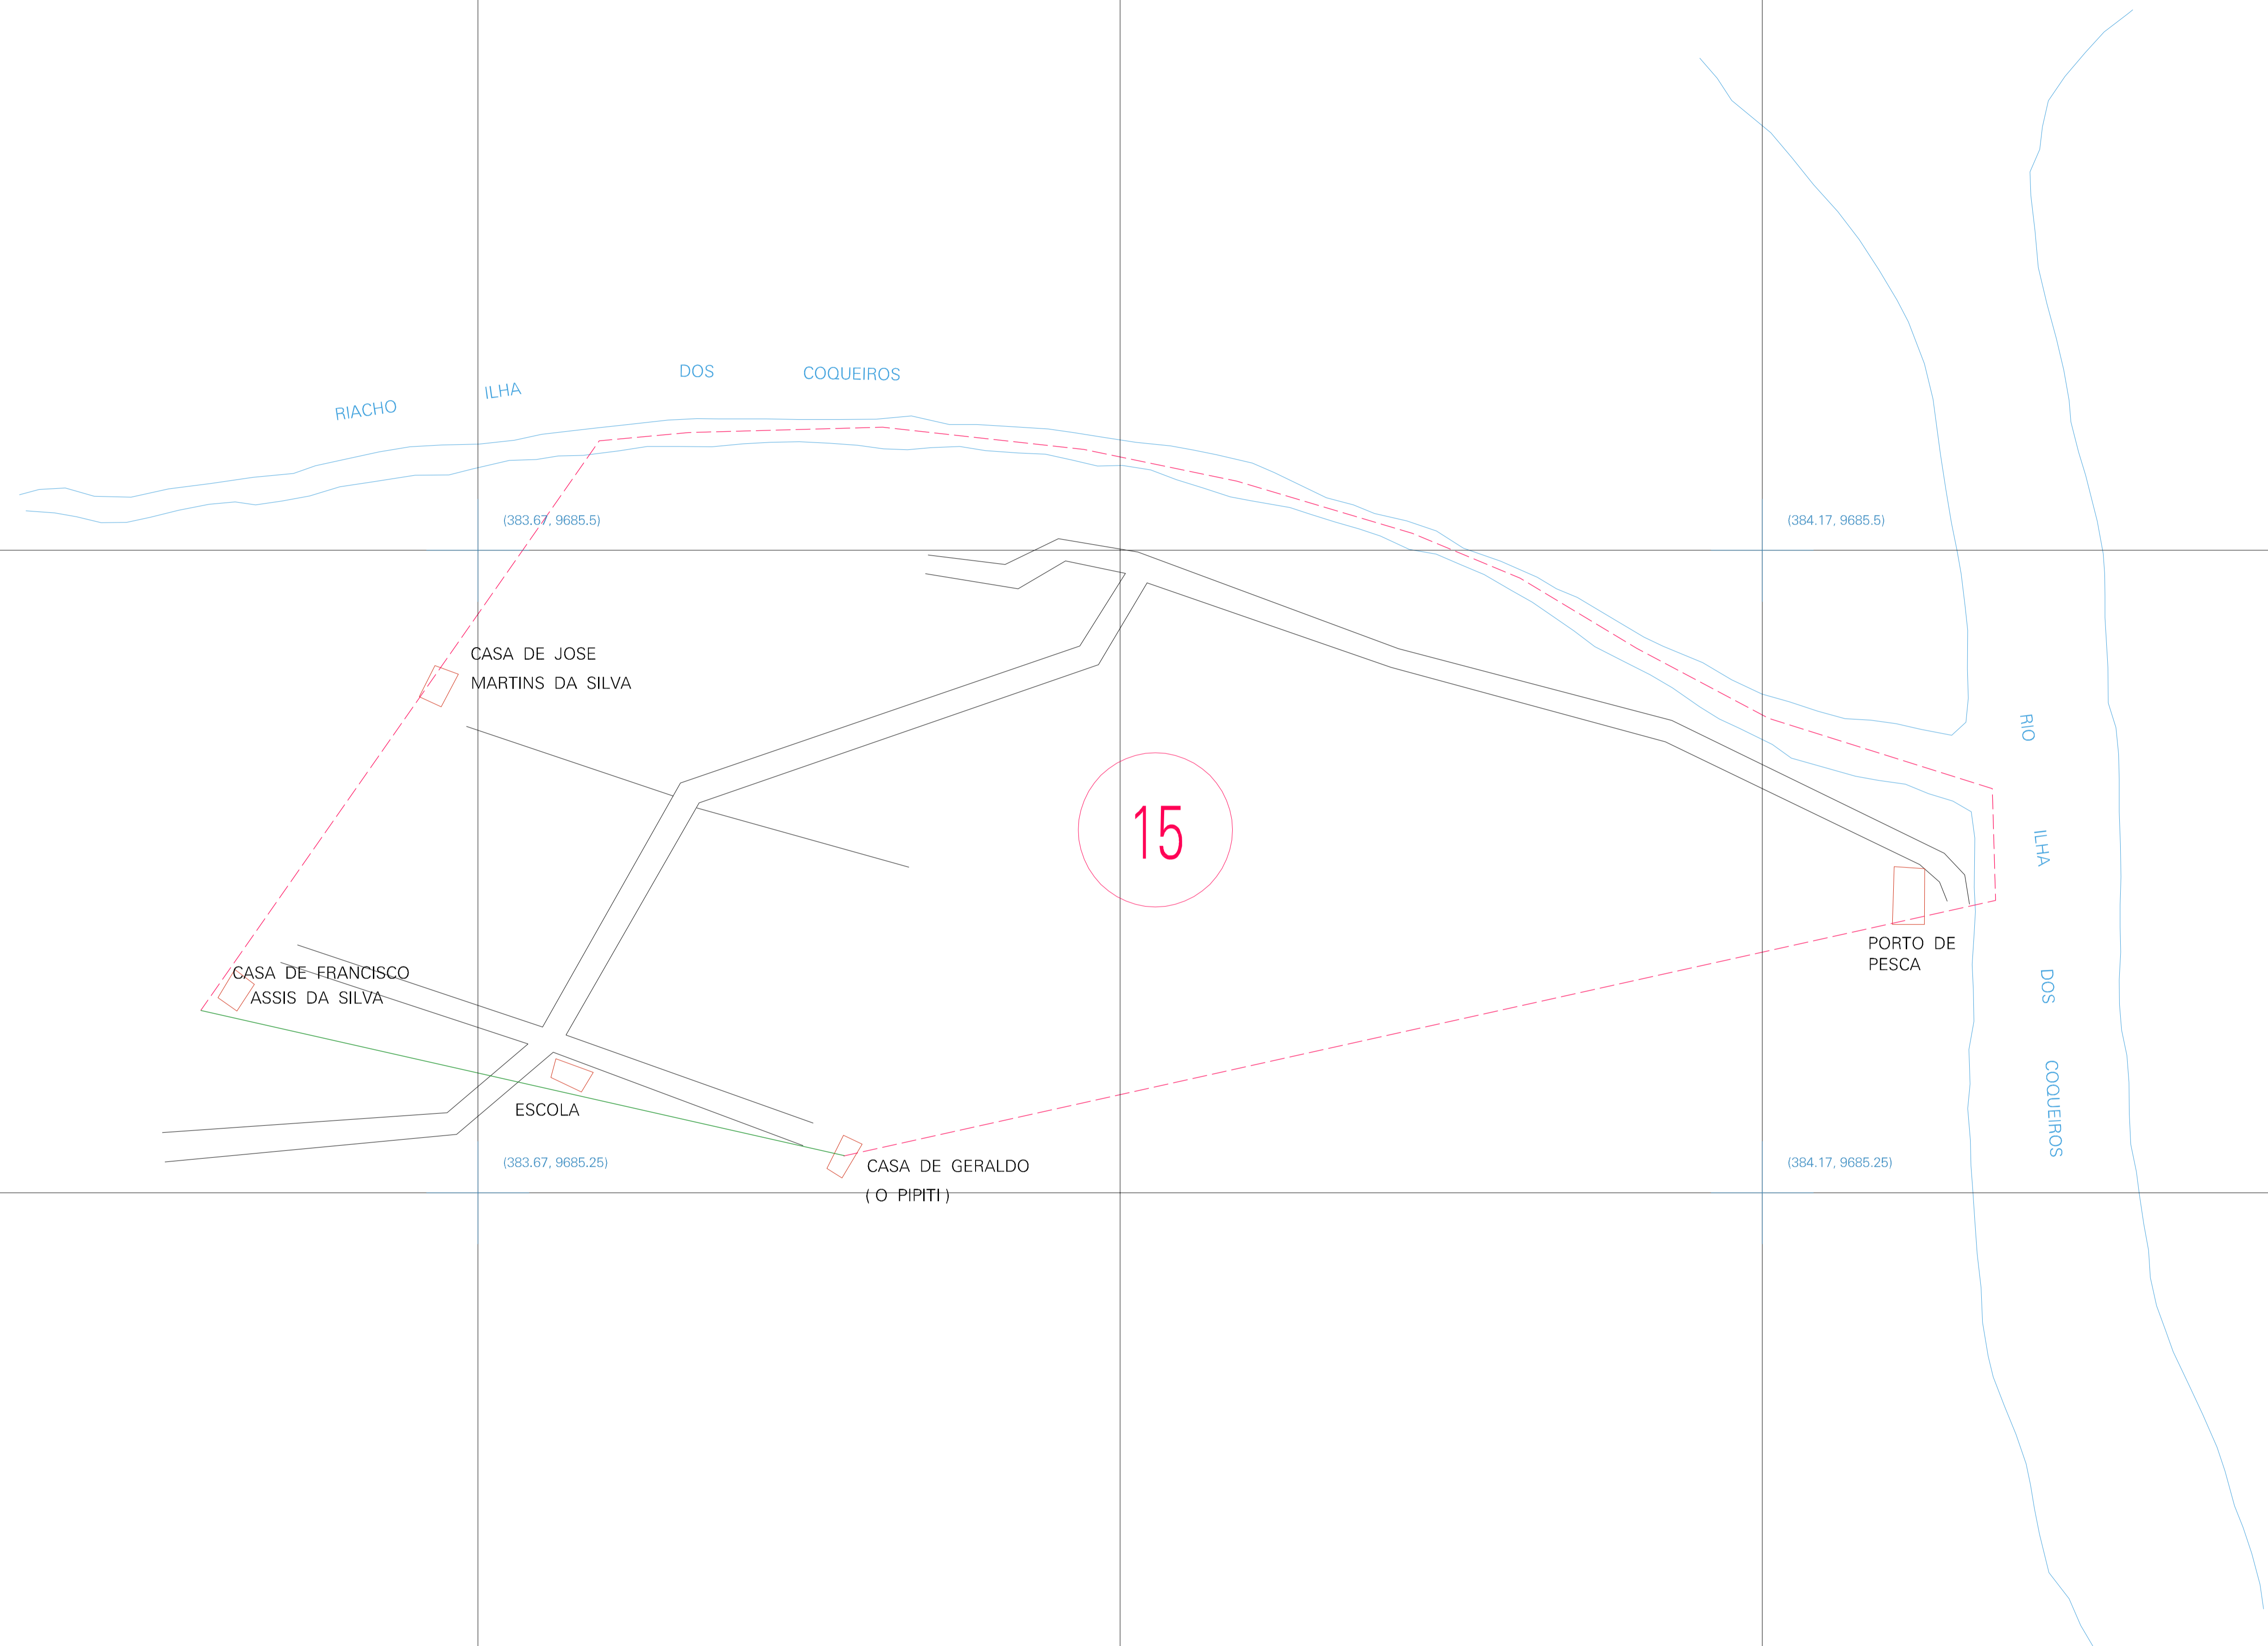 RIACHO ILHA DOS COQUEIROS
(383.67, 9685.5)
(384.17, 9685.5)
CASA DE JOSE
MARTINS DA SILVA
RIO ILHA DOS COQUEIROS
15
PORTO DE
PESCA
CASA DE FRANCISCO
ASSIS DA SILVA
ESCOLA
(383.67, 9685.25)
CASA DE GERALDO
( O PIPITI )
(384.17, 9685.25)